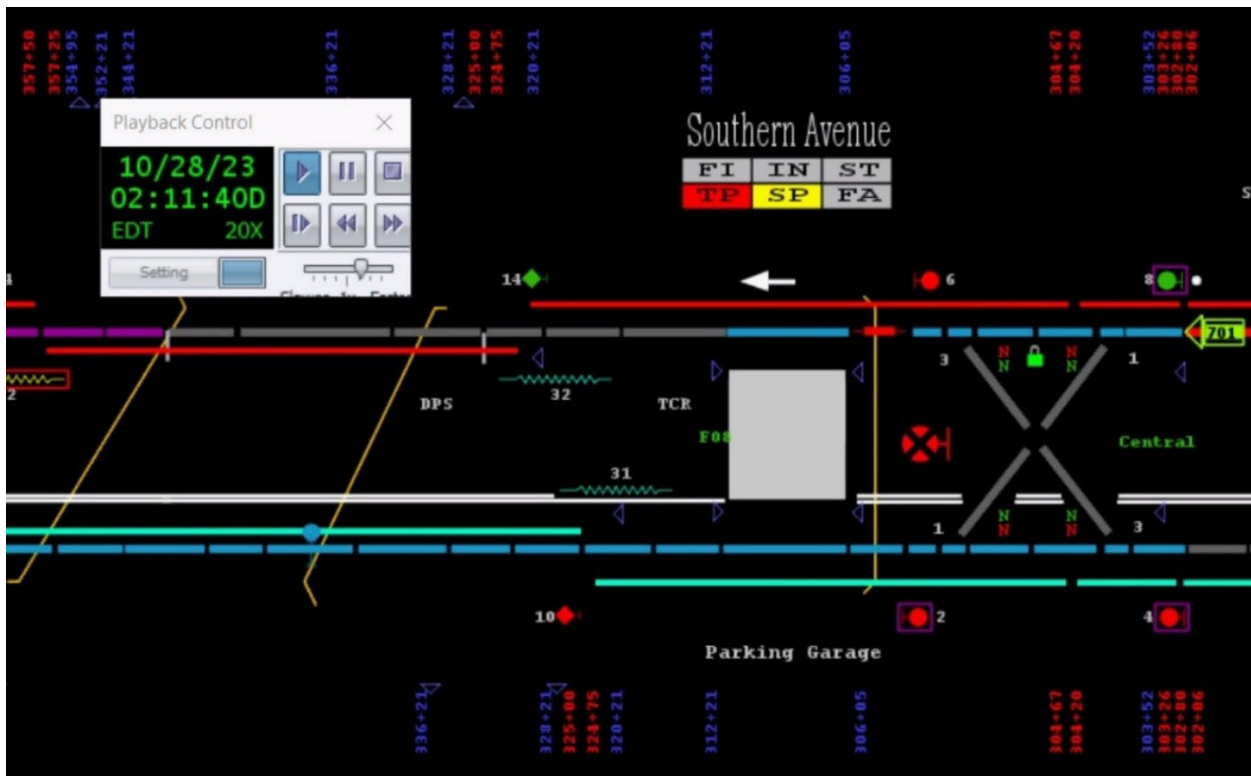 357+50
357+25
354+95
352+21
344+21
336+21
328+21
325+00
324+75
320+21
312+21
306+05
304+67
304+20
303+52
303+26
302+80
302+06
Playback Control
10/28/23
02:11:40D
EDT 20X
Setting
Southern Avenue
FI IN ST
TP SP FA
S
14
6
8
701
3
N N
N N
1
2
32
DPS
TCR
F08
Central
31
1
N N
N N
3
10
2
4
Parking Garage
336+21
328+21
325+00
324+75
320+21
312+21
306+05
304+67
304+20
303+52
303+26
302+80
302+06